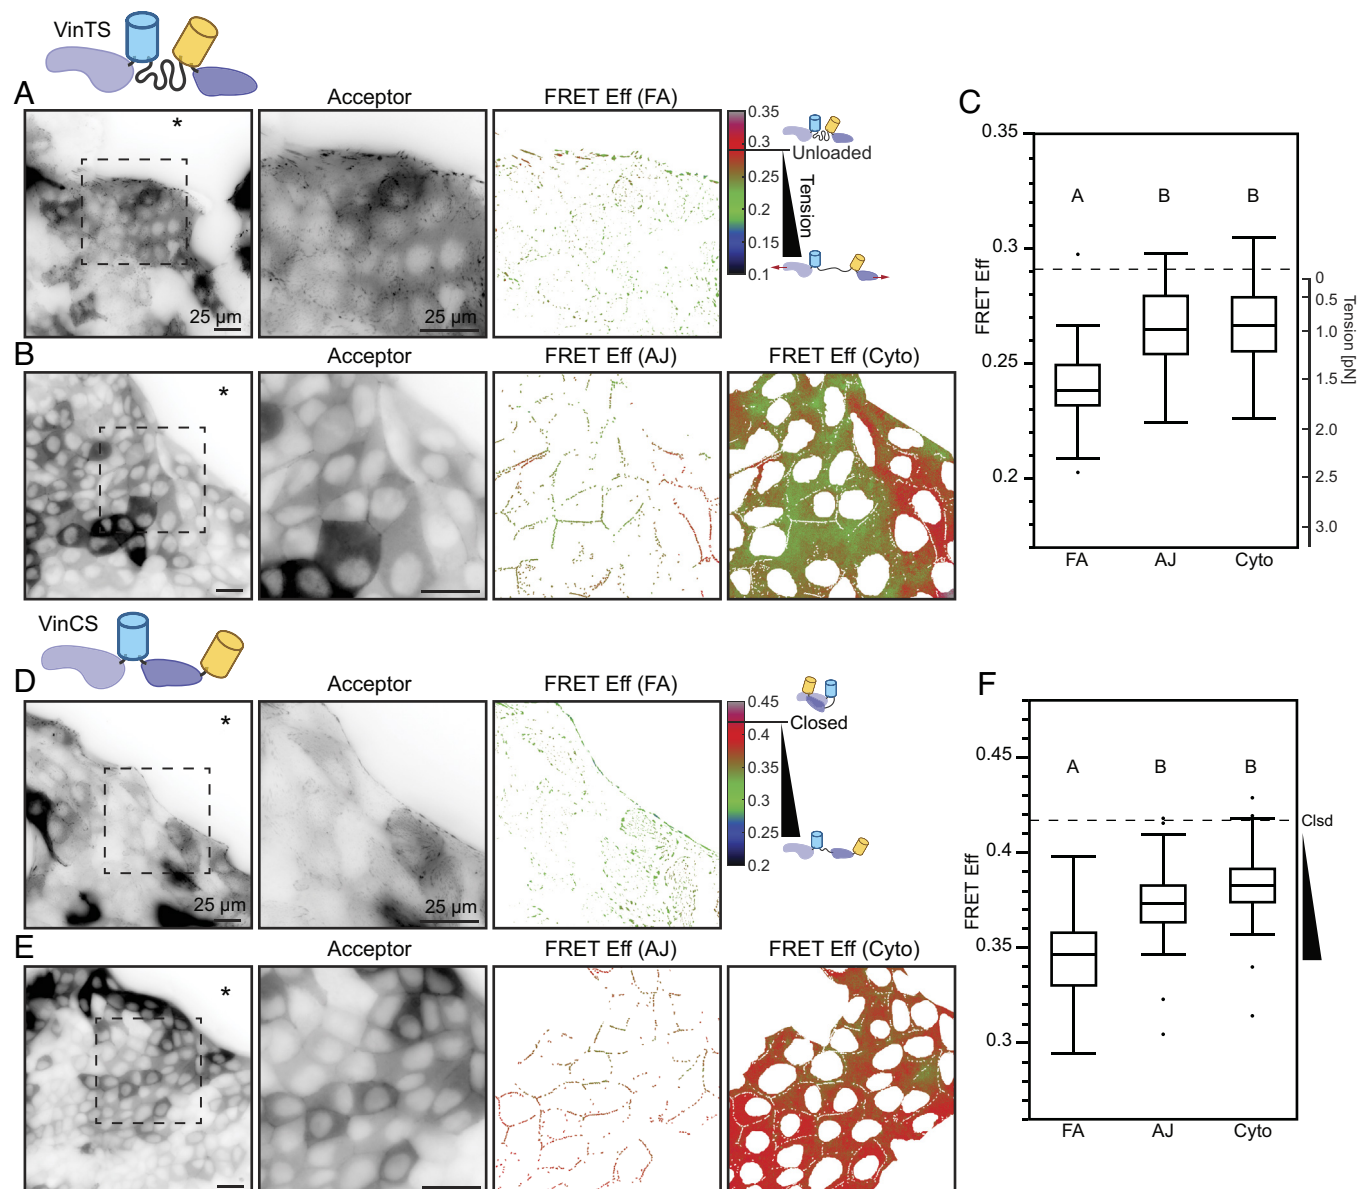 VinTS
A
Acceptor
FRET Eff (FA)
*
25 µm
25 µm
0.35
0.3
0.25
0.2
0.15
0.1
Unloaded
Tension
B
Acceptor
FRET Eff (AJ)
FRET Eff (Cyto)
*
C
0.35
0.3
0.25
0.2
FRET Eff
A
B
B
0
0.5
1.0
1.5
2.0
2.5
3.0
Tension [pN]
FA
AJ
Cyto
VinCS
D
Acceptor
FRET Eff (FA)
*
25 µm
25 µm
0.45
0.4
0.35
0.3
0.25
0.2
Closed
E
Acceptor
FRET Eff (AJ)
FRET Eff (Cyto)
*
F
0.45
0.4
0.35
0.3
FRET Eff
A
B
B
Clsd
FA
AJ
Cyto